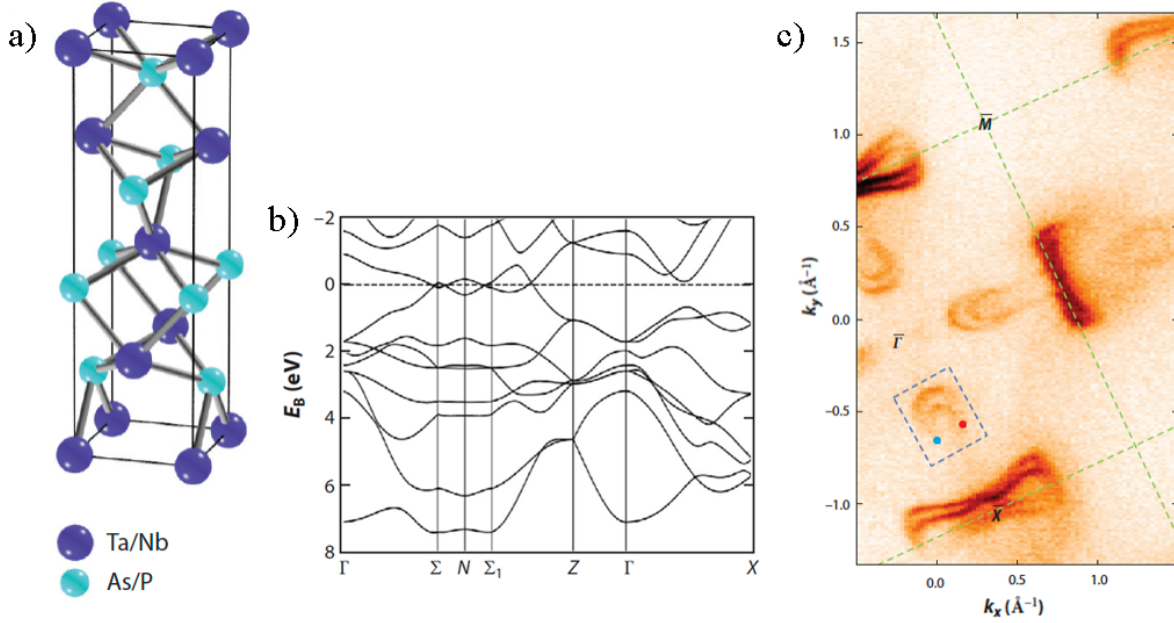 a)
Ta/Nb
As/P
b)
−2
0
2
4
6
8
E_B (eV)
Γ Σ N Σ₁ Z Γ X
c)
1.5
1.0
0.5
0.0
−0.5
−1.0
k_y (Å⁻¹)
M̅
Γ̅
X̅
0.0 0.5 1.0
k_x (Å⁻¹)